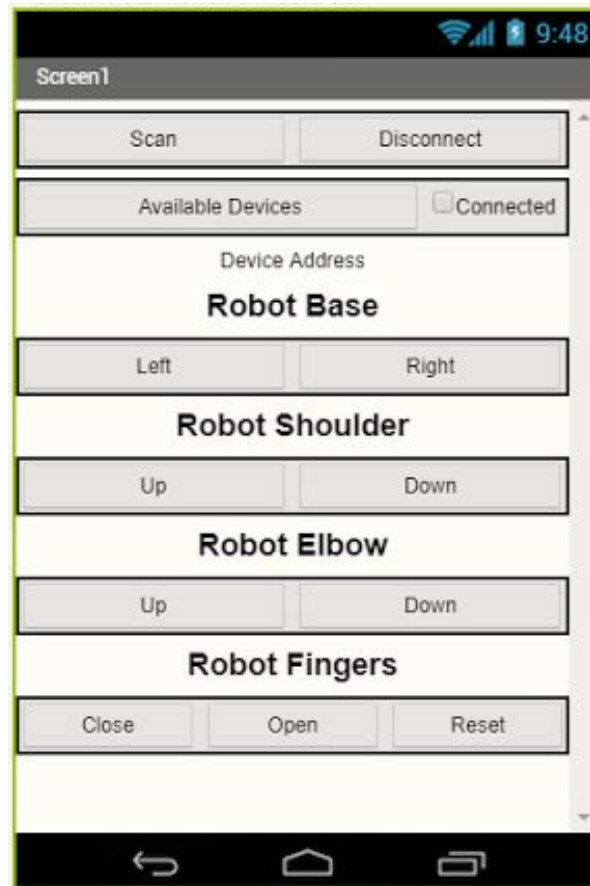 9:48
Screen1
Scan Disconnect
Available Devices Connected
Device Address
Robot Base
Left Right
Robot Shoulder
Up Down
Robot Elbow
Up Down
Robot Fingers
Close Open Reset